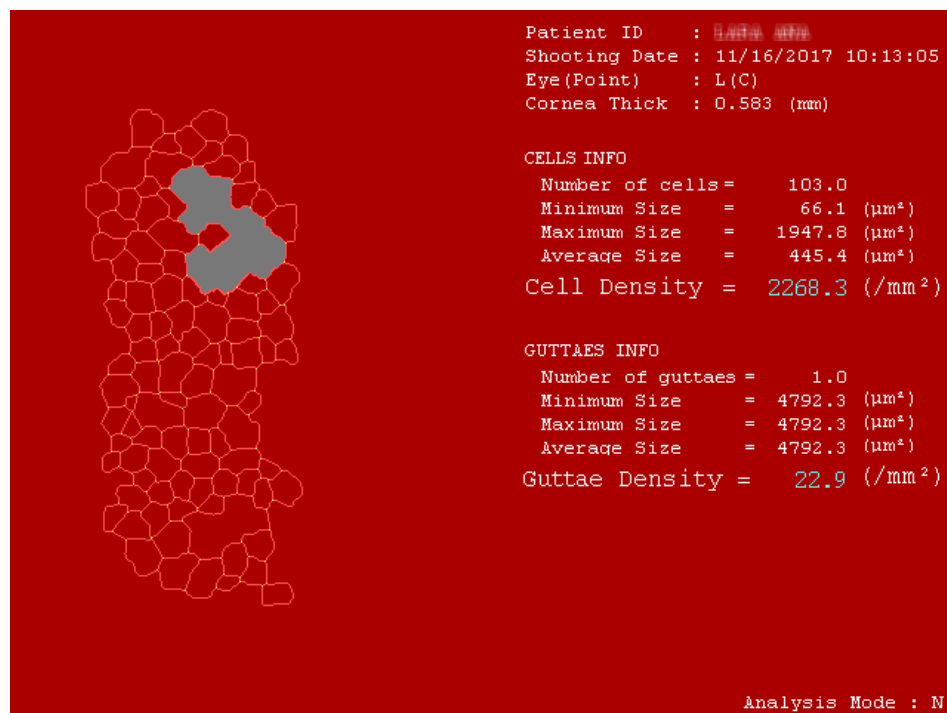 Patient ID :
Shooting Date : 11/16/2017 10:13:05
Eye(Point) : L(C)
Cornea Thick : 0.583 (mm)
CELLS INFO
Number of cells = 103.0
Minimum Size = 66.1 (µm²)
Maximum Size = 1947.8 (µm²)
Average Size = 445.4 (µm²)
Cell Density = 2268.3 (/mm²)
GUTTAES INFO
Number of guttaes = 1.0
Minimum Size = 4792.3 (µm²)
Maximum Size = 4792.3 (µm²)
Average Size = 4792.3 (µm²)
Guttae Density = 22.9 (/mm²)
Analysis Mode : N